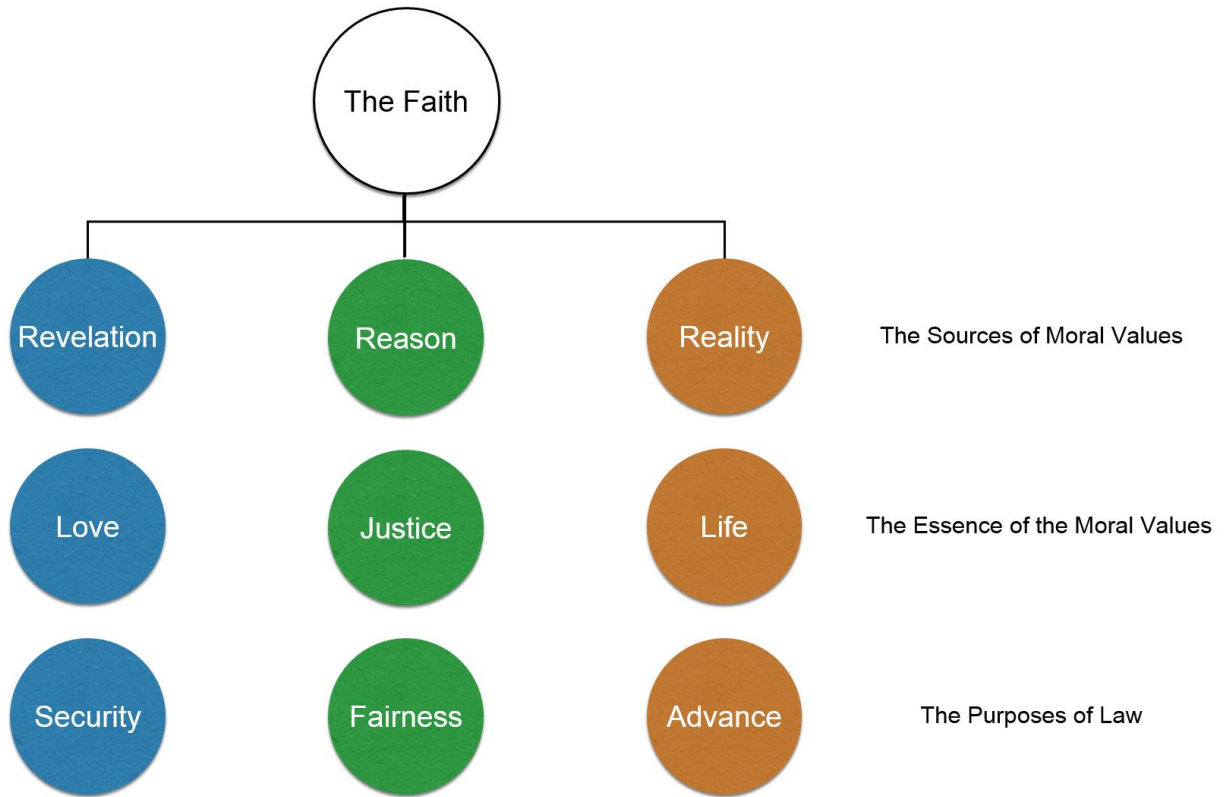 The Faith
Revelation
Reason
Reality
The Sources of Moral Values
Love
Justice
Life
The Essence of the Moral Values
Security
Fairness
Advance
The Purposes of Law